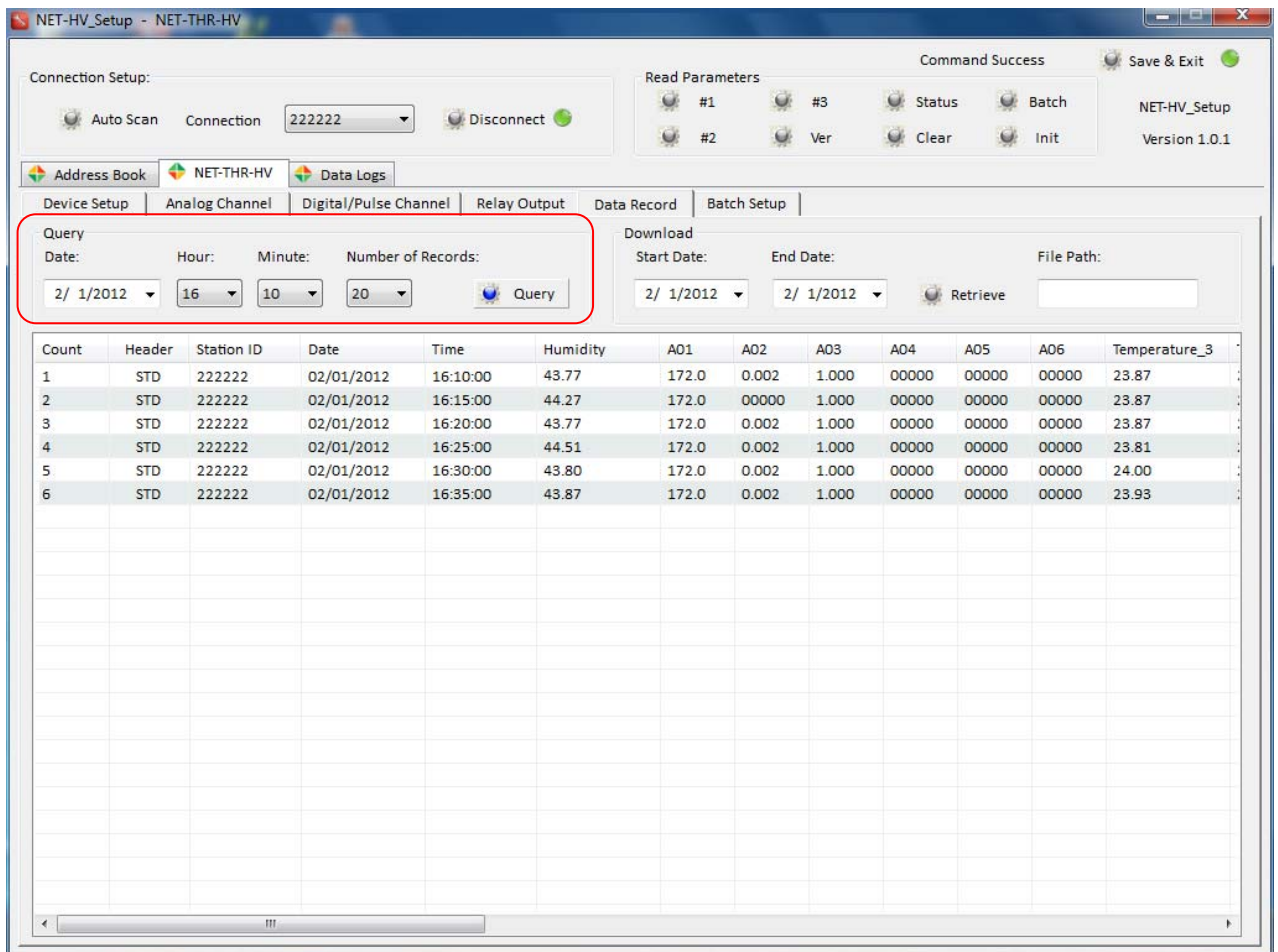 NET-HV_Setup - NET-THR-HV
Command Success Save & Exit
Connection Setup: Read Parameters
#1 #3 Status Batch NET-HV_Setup
Auto Scan Connection 222222 Disconnect
#2 Ver Clear Init Version 1.0.1
Address Book NET-THR-HV Data Logs
Device Setup Analog Channel Digital/Pulse Channel Relay Output Data Record Batch Setup
Query Download
Date: Hour: Minute: Number of Records: Start Date: End Date: File Path:
2/ 1/2012 16 10 20 Query 2/ 1/2012 2/ 1/2012 Retrieve
Count Header Station ID Date Time Humidity A01 A02 A03 A04 A05 A06 Temperature_3
1 STD 222222 02/01/2012 16:10:00 43.77 172.0 0.002 1.000 00000 00000 00000 23.87
2 STD 222222 02/01/2012 16:15:00 44.27 172.0 00000 1.000 00000 00000 00000 23.87
3 STD 222222 02/01/2012 16:20:00 43.77 172.0 0.002 1.000 00000 00000 00000 23.87
4 STD 222222 02/01/2012 16:25:00 44.51 172.0 0.002 1.000 00000 00000 00000 23.81
5 STD 222222 02/01/2012 16:30:00 43.80 172.0 0.002 1.000 00000 00000 00000 24.00
6 STD 222222 02/01/2012 16:35:00 43.87 172.0 0.002 1.000 00000 00000 00000 23.93